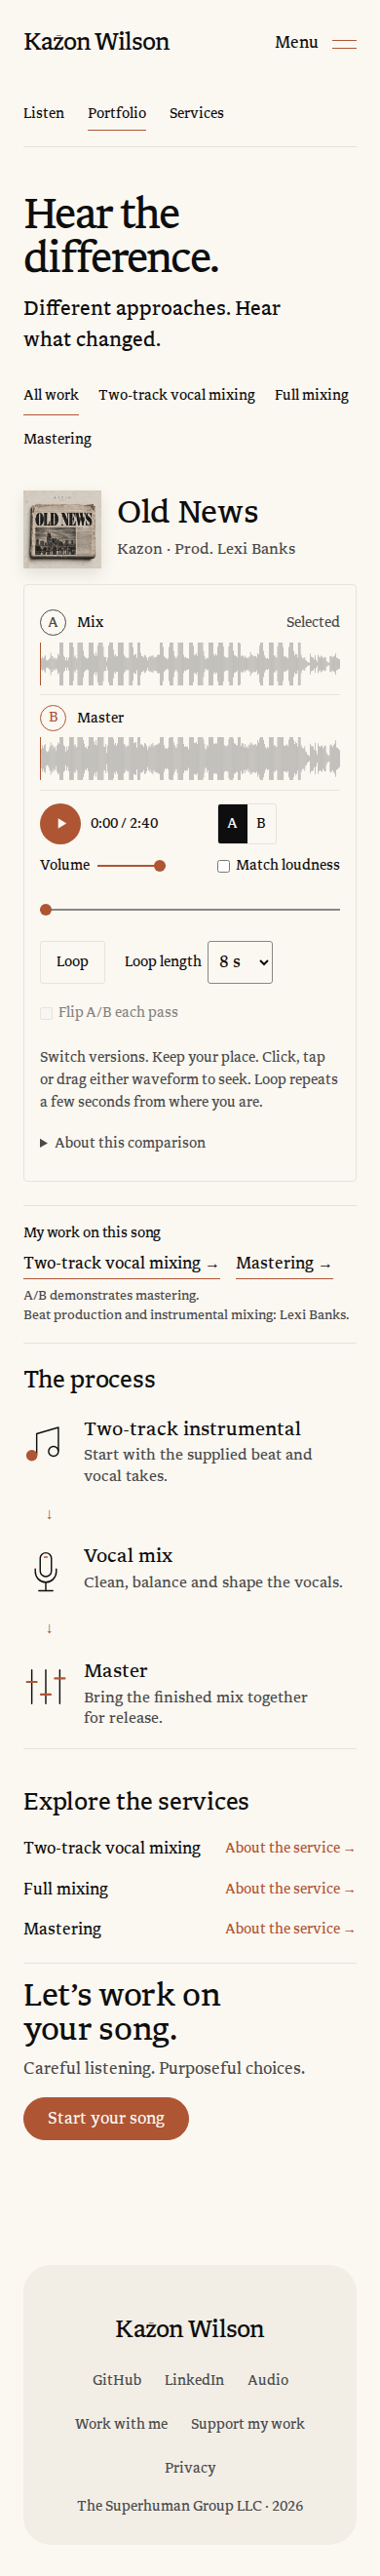 Każon Wilson
Menu
Listen Portfolio Services
Hear the
difference.
Different approaches. Hear
what changed.
All work Two-track vocal mixing Full mixing
Mastering
OLD NEWS
Old News
Kazon · Prod. Lexi Banks
A Mix Selected
B Master
0:00 / 2:40 A B
Volume Match loudness
Loop Loop length 8 s
Flip A/B each pass
Switch versions. Keep your place. Click, tap
or drag either waveform to seek. Loop repeats
a few seconds from where you are.
About this comparison
My work on this song
Two-track vocal mixing → Mastering →
A/B demonstrates mastering.
Beat production and instrumental mixing: Lexi Banks.
The process
Two-track instrumental
Start with the supplied beat and
vocal takes.
↓
Vocal mix
Clean, balance and shape the vocals.
↓
Master
Bring the finished mix together
for release.
Explore the services
Two-track vocal mixing About the service →
Full mixing About the service →
Mastering About the service →
Let’s work on
your song.
Careful listening. Purposeful choices.
Start your song
Każon Wilson
GitHub LinkedIn Audio
Work with me Support my work
Privacy
The Superhuman Group LLC · 2026